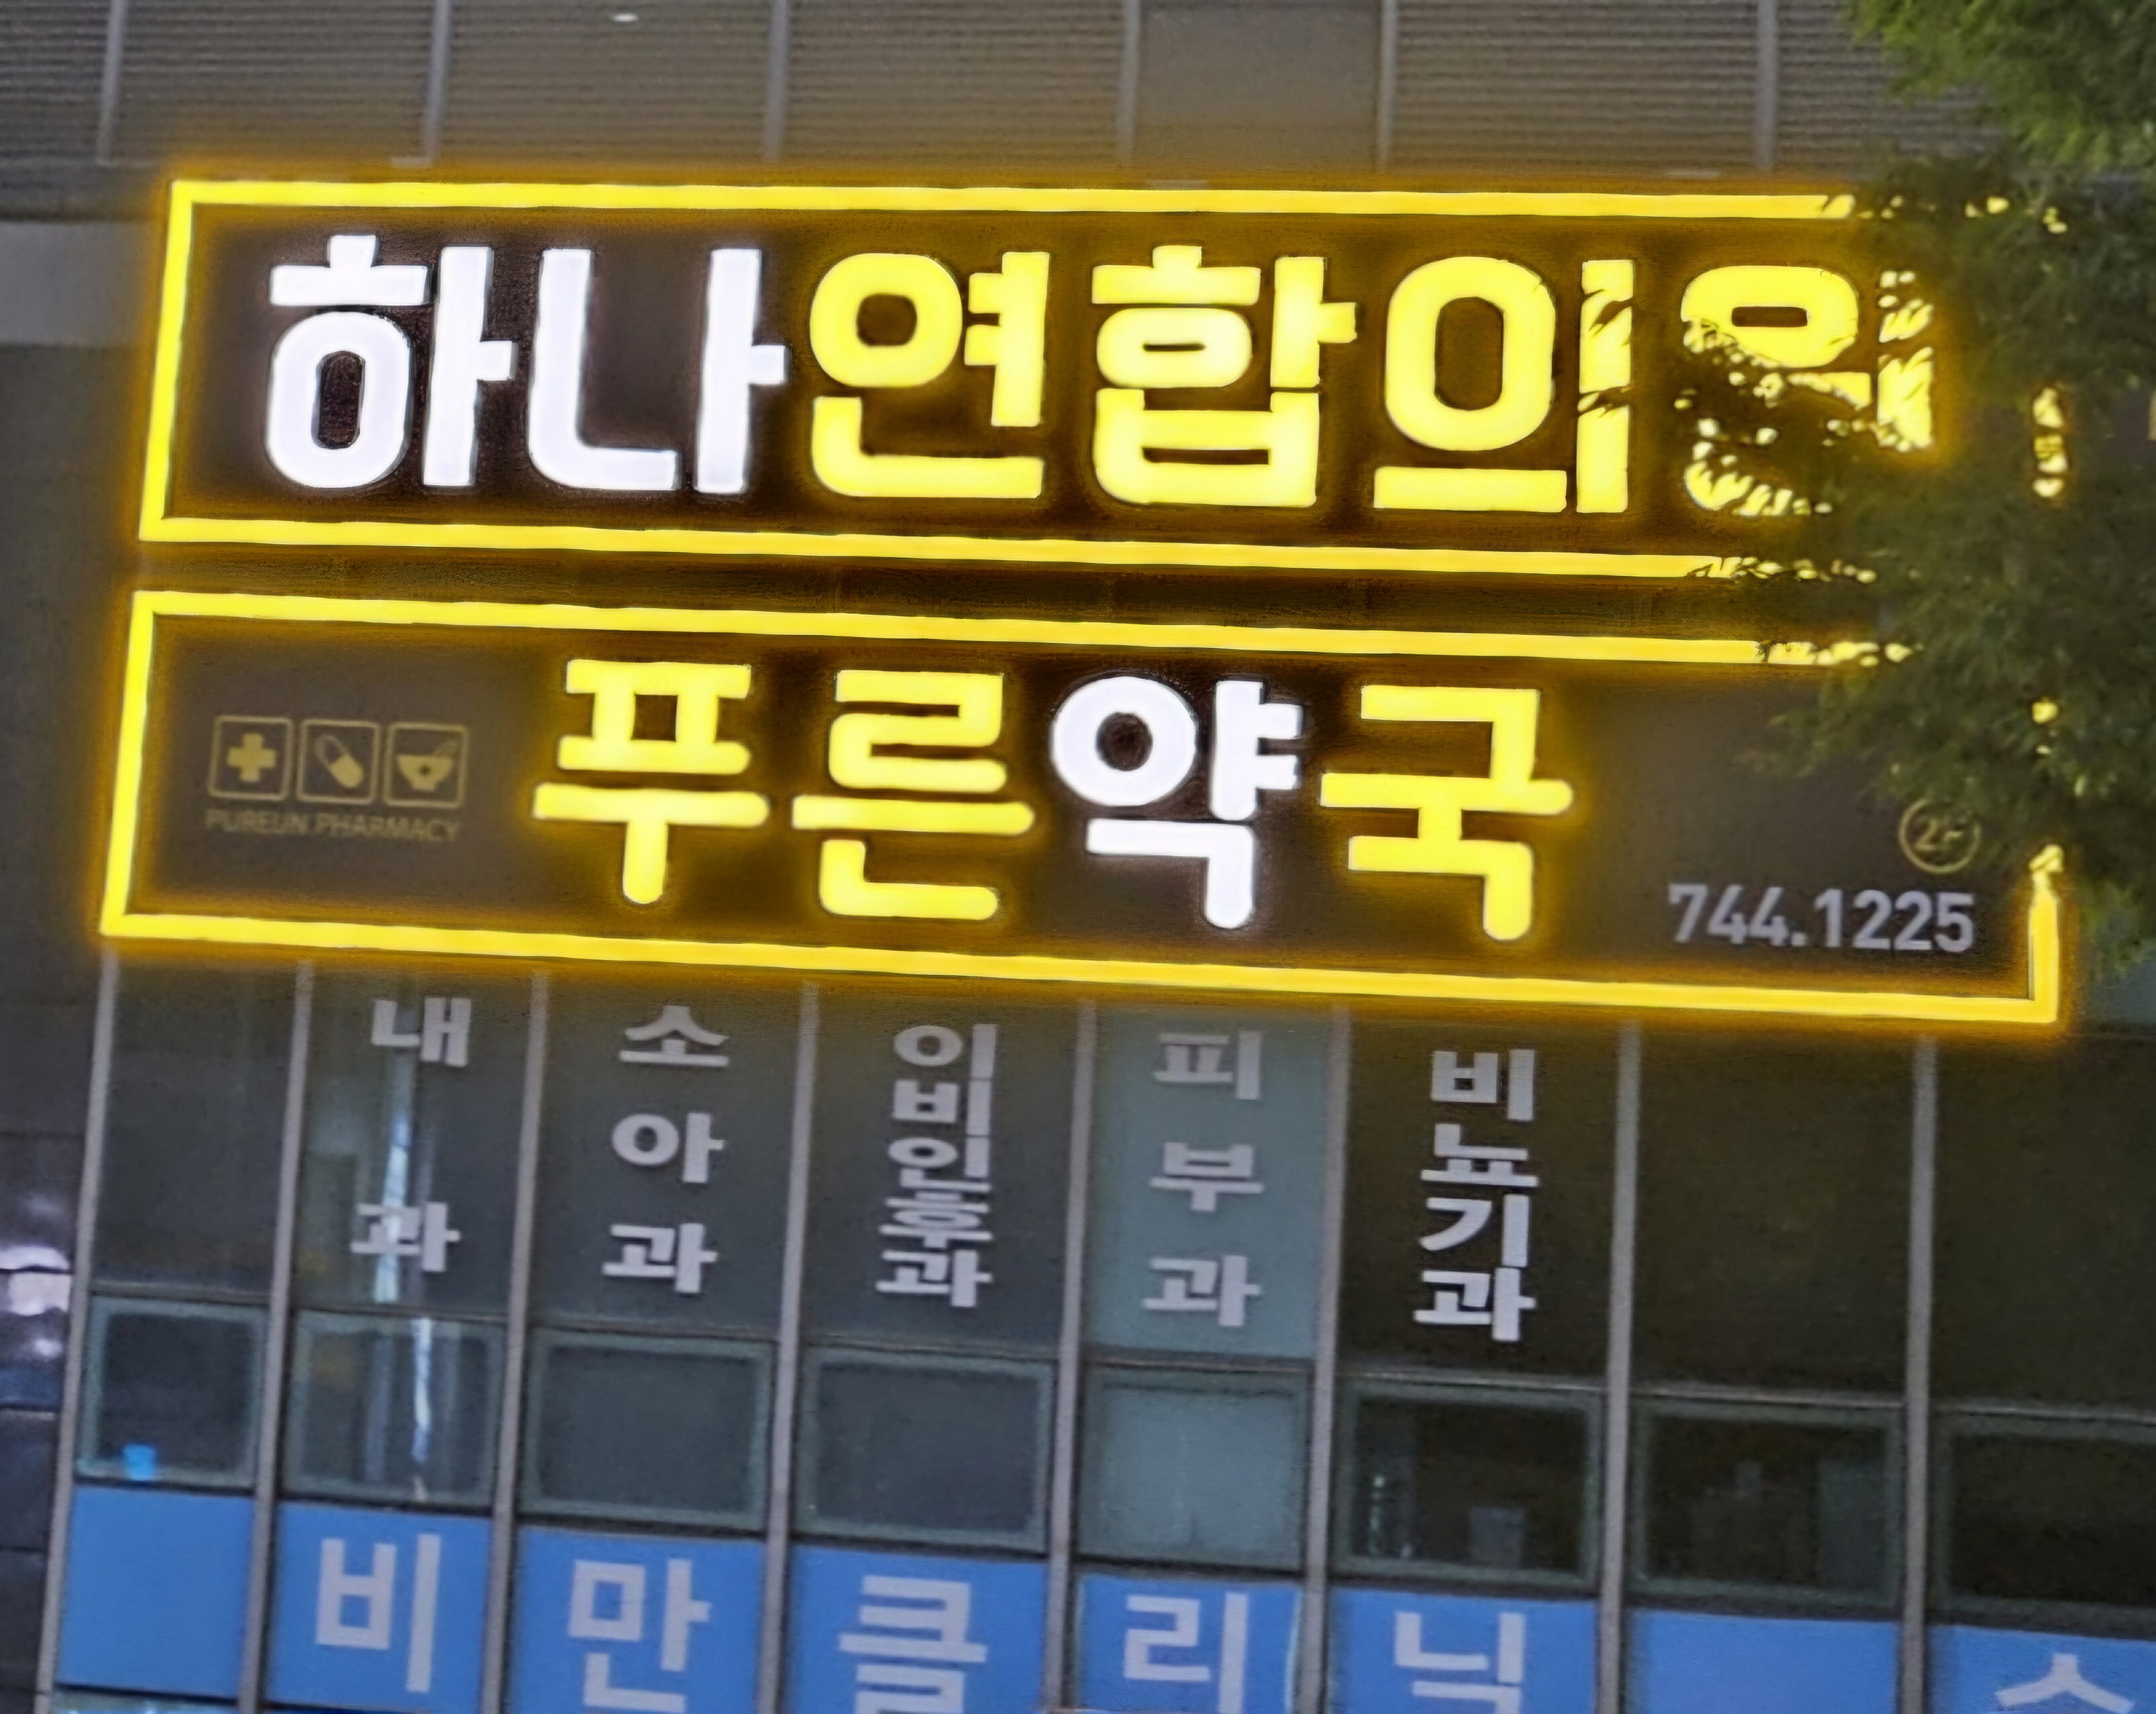 하나연합의원
푸른약국
PUREUN PHARMACY
2F
744.1225
내과
소아과
이비인후과
피부과
비뇨기과
비만클리닉